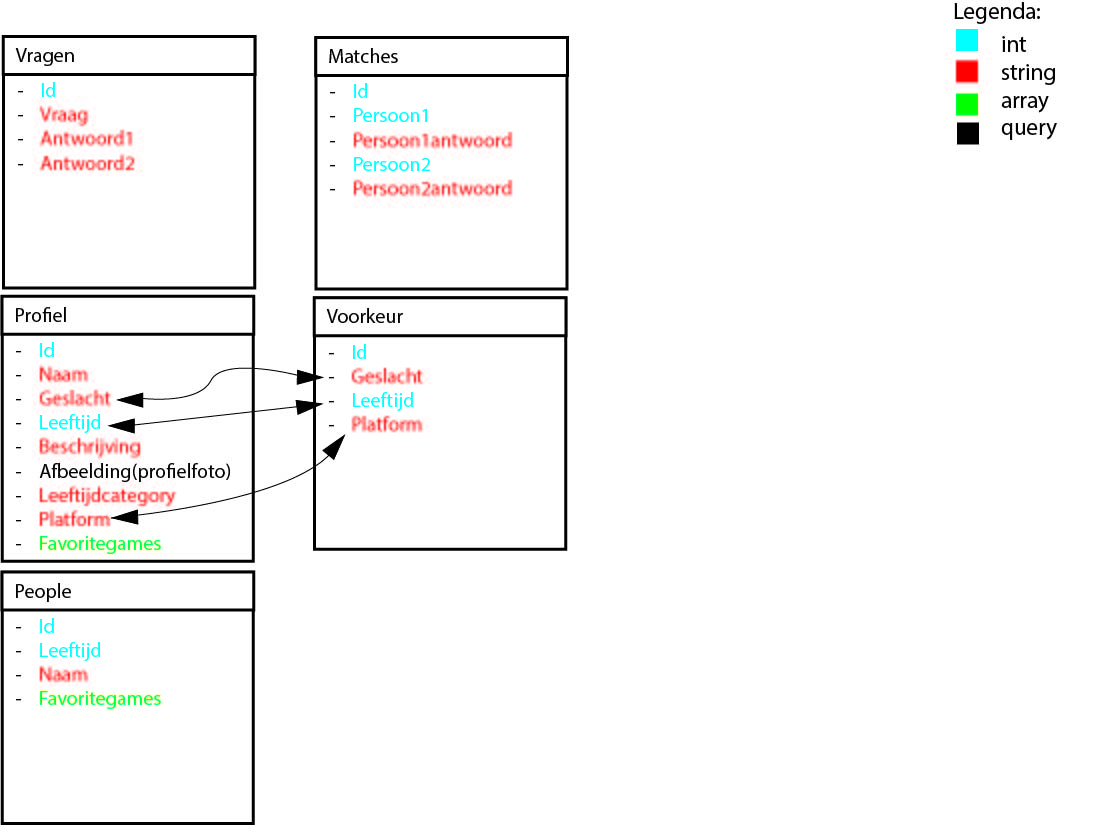 Legenda:
int
string
array
query
Vragen
- Id
- Vraag
- Antwoord1
- Antwoord2
Matches
- Id
- Persoon1
- Persoon1antwoord
- Persoon2
- Persoon2antwoord
Profiel
- Id
- Naam
- Geslacht
- Leeftijd
- Beschrijving
- Afbeelding(profielfoto)
- Leeftijdcategory
- Platform
- Favoritegames
Voorkeur
- Id
- Geslacht
- Leeftijd
- Platform
People
- Id
- Leeftijd
- Naam
- Favoritegames